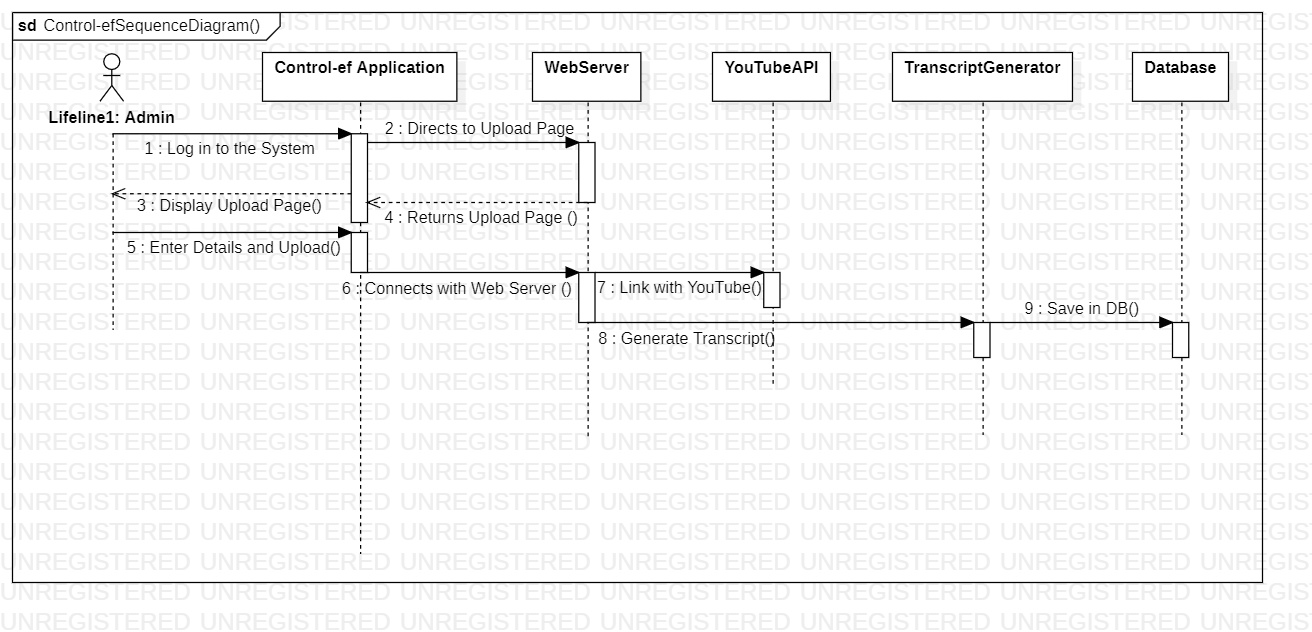 sd Control-efSequenceDiagram()
Control-ef Application
WebServer
YouTubeAPI
TranscriptGenerator
Database
Lifeline1: Admin
1 : Log in to the System
2 : Directs to Upload Page
3 : Display Upload Page()
4 : Returns Upload Page ()
5 : Enter Details and Upload()
6 : Connects with Web Server ()
7 : Link with YouTube()
8 : Generate Transcript()
9 : Save in DB()
UNREGISTERED UNREGISTERED UNREGISTERED UNREGISTERED UNREGISTERED UNREGISTERED